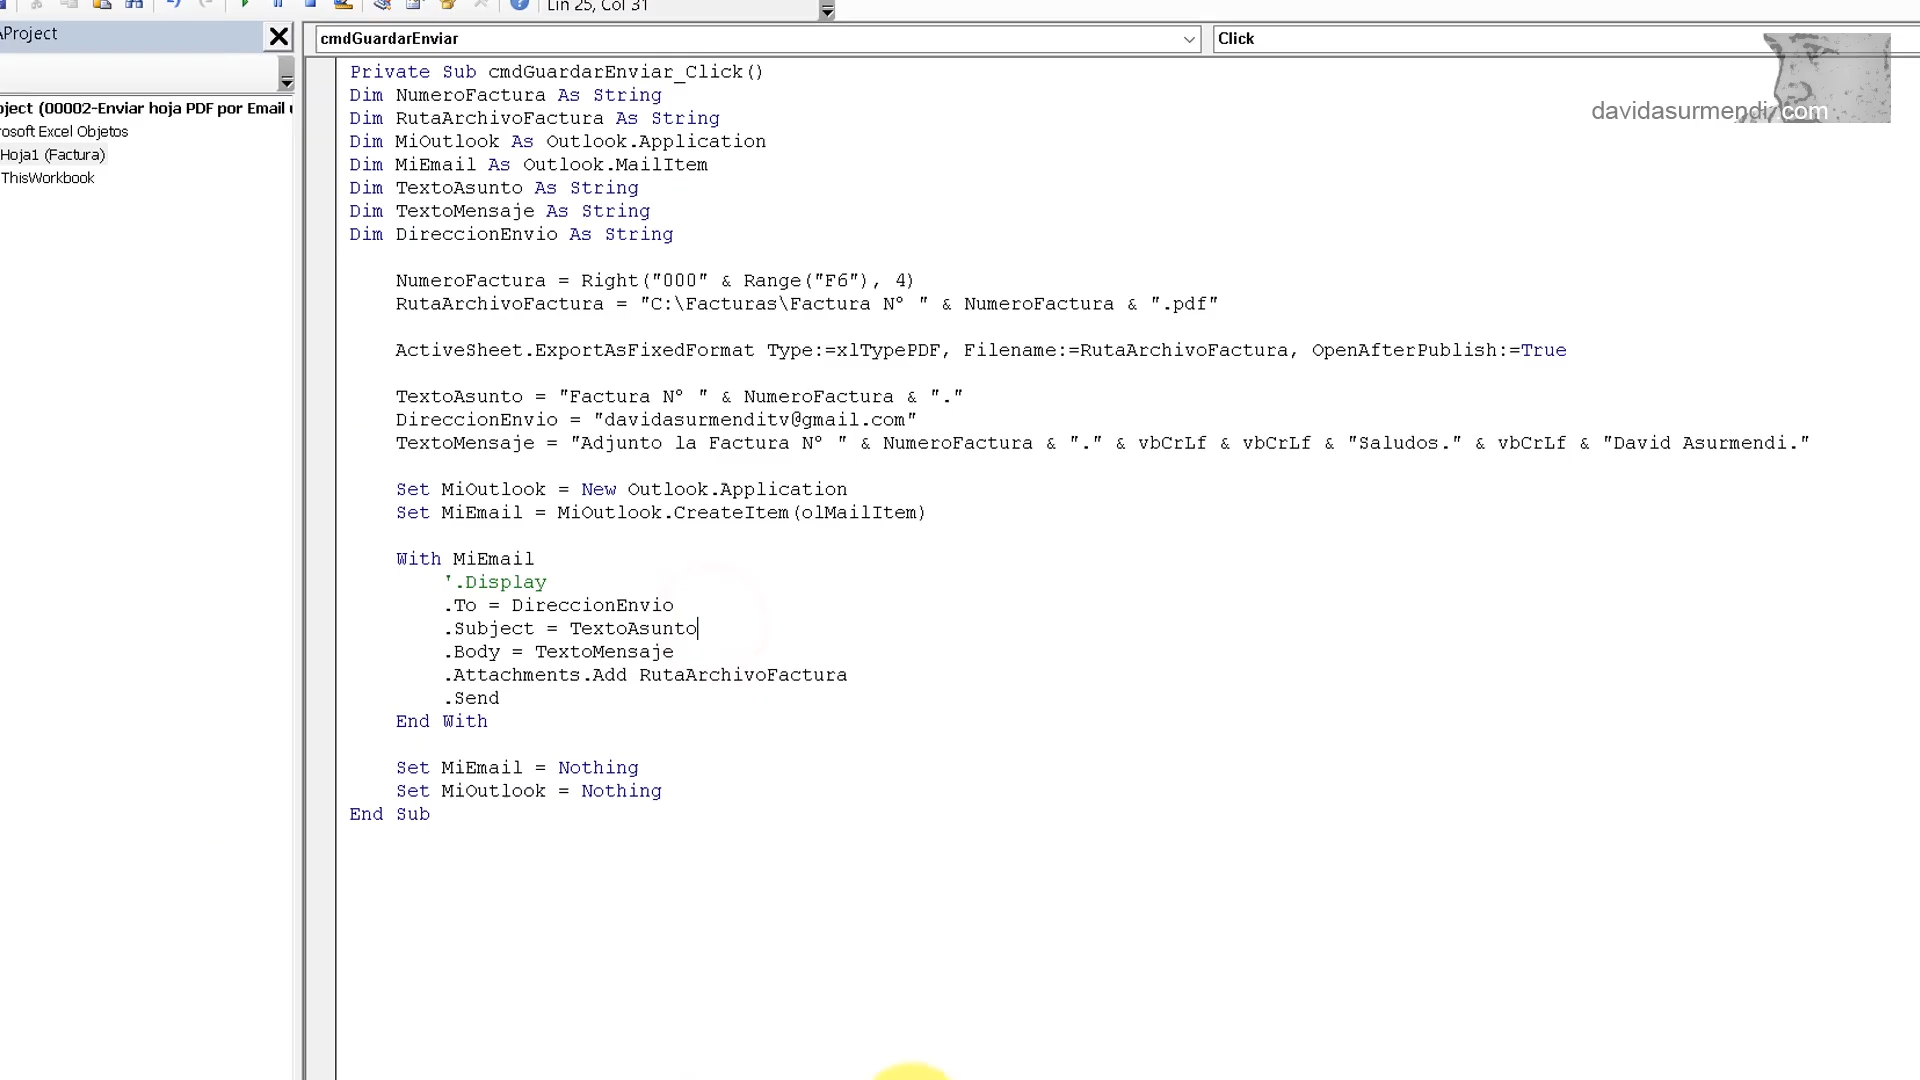 Lin 25, Col 31
AProject
cmdGuardarEnviar
Click
davidasurmendi.com
oject (00002-Enviar hoja PDF por Email u
rosoft Excel Objetos
Hoja1 (Factura)
ThisWorkbook
Private Sub cmdGuardarEnviar_Click()
Dim NumeroFactura As String
Dim RutaArchivoFactura As String
Dim MiOutlook As Outlook.Application
Dim MiEmail As Outlook.MailItem
Dim TextoAsunto As String
Dim TextoMensaje As String
Dim DireccionEnvio As String
NumeroFactura = Right("000" & Range("F6"), 4)
RutaArchivoFactura = "C:\Facturas\Factura Nº " & NumeroFactura & ".pdf"
ActiveSheet.ExportAsFixedFormat Type:=xlTypePDF, Filename:=RutaArchivoFactura, OpenAfterPublish:=True
TextoAsunto = "Factura Nº " & NumeroFactura & "."
DireccionEnvio = "davidasurmenditv@gmail.com"
TextoMensaje = "Adjunto la Factura Nº " & NumeroFactura & "." & vbCrLf & vbCrLf & "Saludos." & vbCrLf & "David Asurmendi."
Set MiOutlook = New Outlook.Application
Set MiEmail = MiOutlook.CreateItem(olMailItem)
With MiEmail
'.Display
.To = DireccionEnvio
.Subject = TextoAsunto
.Body = TextoMensaje
.Attachments.Add RutaArchivoFactura
.Send
End With
Set MiEmail = Nothing
Set MiOutlook = Nothing
End Sub